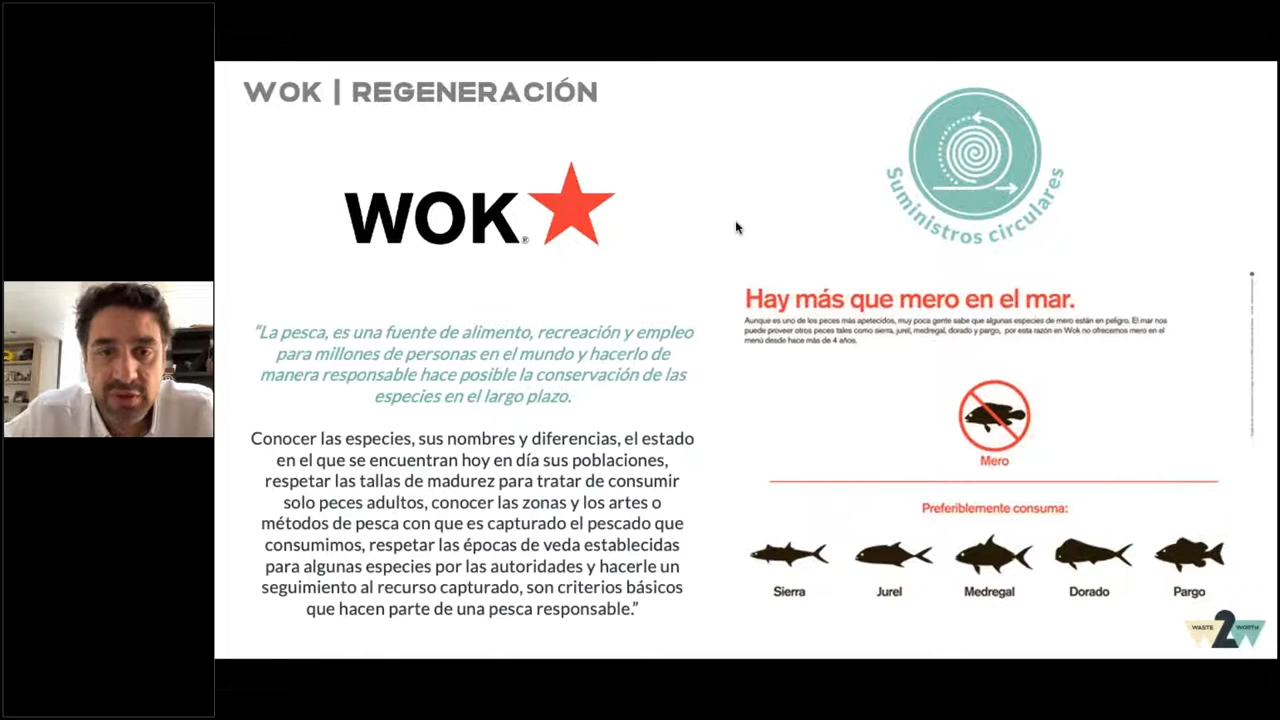 WOK | REGENERACIÓN
WOK®
Suministros circulares
“La pesca, es una fuente de alimento, recreación y empleo
para millones de personas en el mundo y hacerlo de
manera responsable hace posible la conservación de las
especies en el largo plazo.
Conocer las especies, sus nombres y diferencias, el estado
en el que se encuentran hoy en día sus poblaciones,
respetar las tallas de madurez para tratar de consumir
solo peces adultos, conocer las zonas y los artes o
métodos de pesca con que es capturado el pescado que
consumimos, respetar las épocas de veda establecidas
para algunas especies por las autoridades y hacerle un
seguimiento al recurso capturado, son criterios básicos
que hacen parte de una pesca responsable.”
Hay más que mero en el mar.
Aunque es uno de los peces más apetecidos, muy poca gente sabe que algunas especies de mero están en peligro. El mar nos
puede proveer otros peces tales como sierra, jurel, medregal, dorado y pargo, por esta razón en Wok no ofrecemos mero en el
menú desde hace más de 4 años.
Mero
Preferiblemente consuma:
Sierra
Jurel
Medregal
Dorado
Pargo
WASTE 2 WORTH